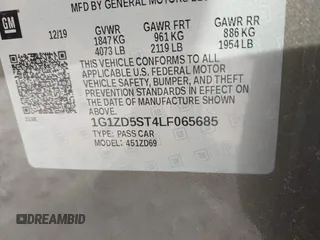 MFD BY GENERAL MOTORS LLC
GM
12/19 GVWR GAWR FRT GAWR RR
1847 KG 961 KG 886 KG
4073 LB 2119 LB 1954 LB
THIS VEHICLE CONFORMS TO ALL
APPLICABLE U.S. FEDERAL MOTOR VEHICLE
SAFETY, BUMPER, AND THEFT
PREVENTION STANDARDS IN EFFECT ON
THE DATE OF MANUFACTURE SHOWN
ABOVE.
1G1ZD5ST4LF065685
TYPE: PASS CAR
MODEL: 451ZD69
DREAMBID